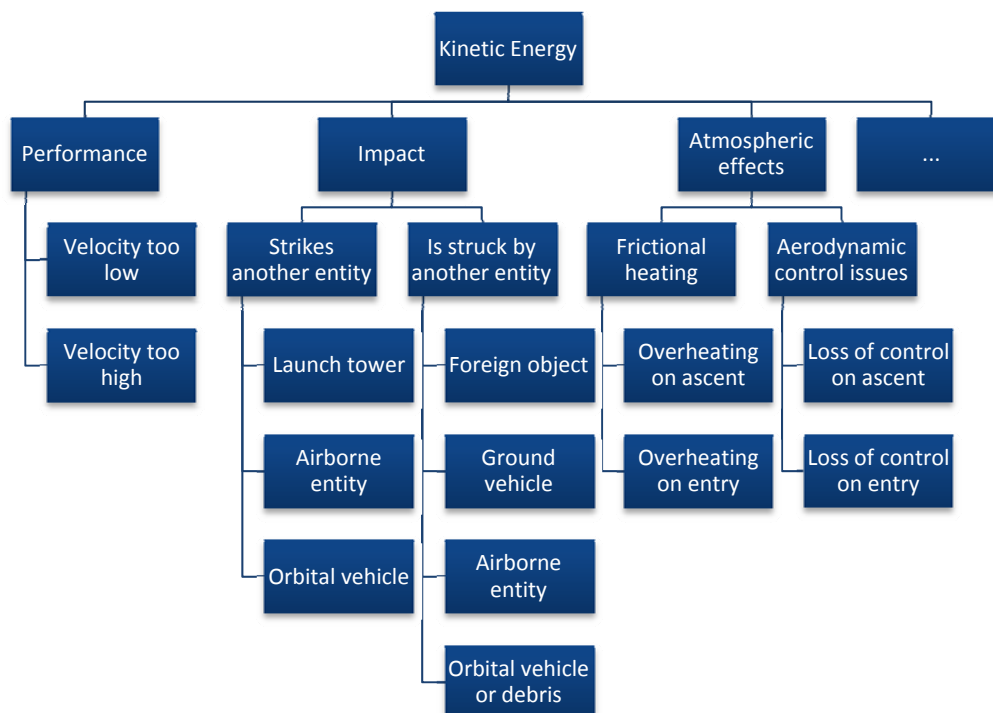 Kinetic Energy
Performance
Impact
Atmospheric
effects
...
Velocity too
low
Velocity too
high
Strikes
another entity
Launch tower
Airborne
entity
Orbital vehicle
Is struck by
another entity
Foreign object
Ground
vehicle
Airborne
entity
Orbital vehicle
or debris
Frictional
heating
Overheating
on ascent
Overheating
on entry
Aerodynamic
control issues
Loss of control
on ascent
Loss of control
on entry